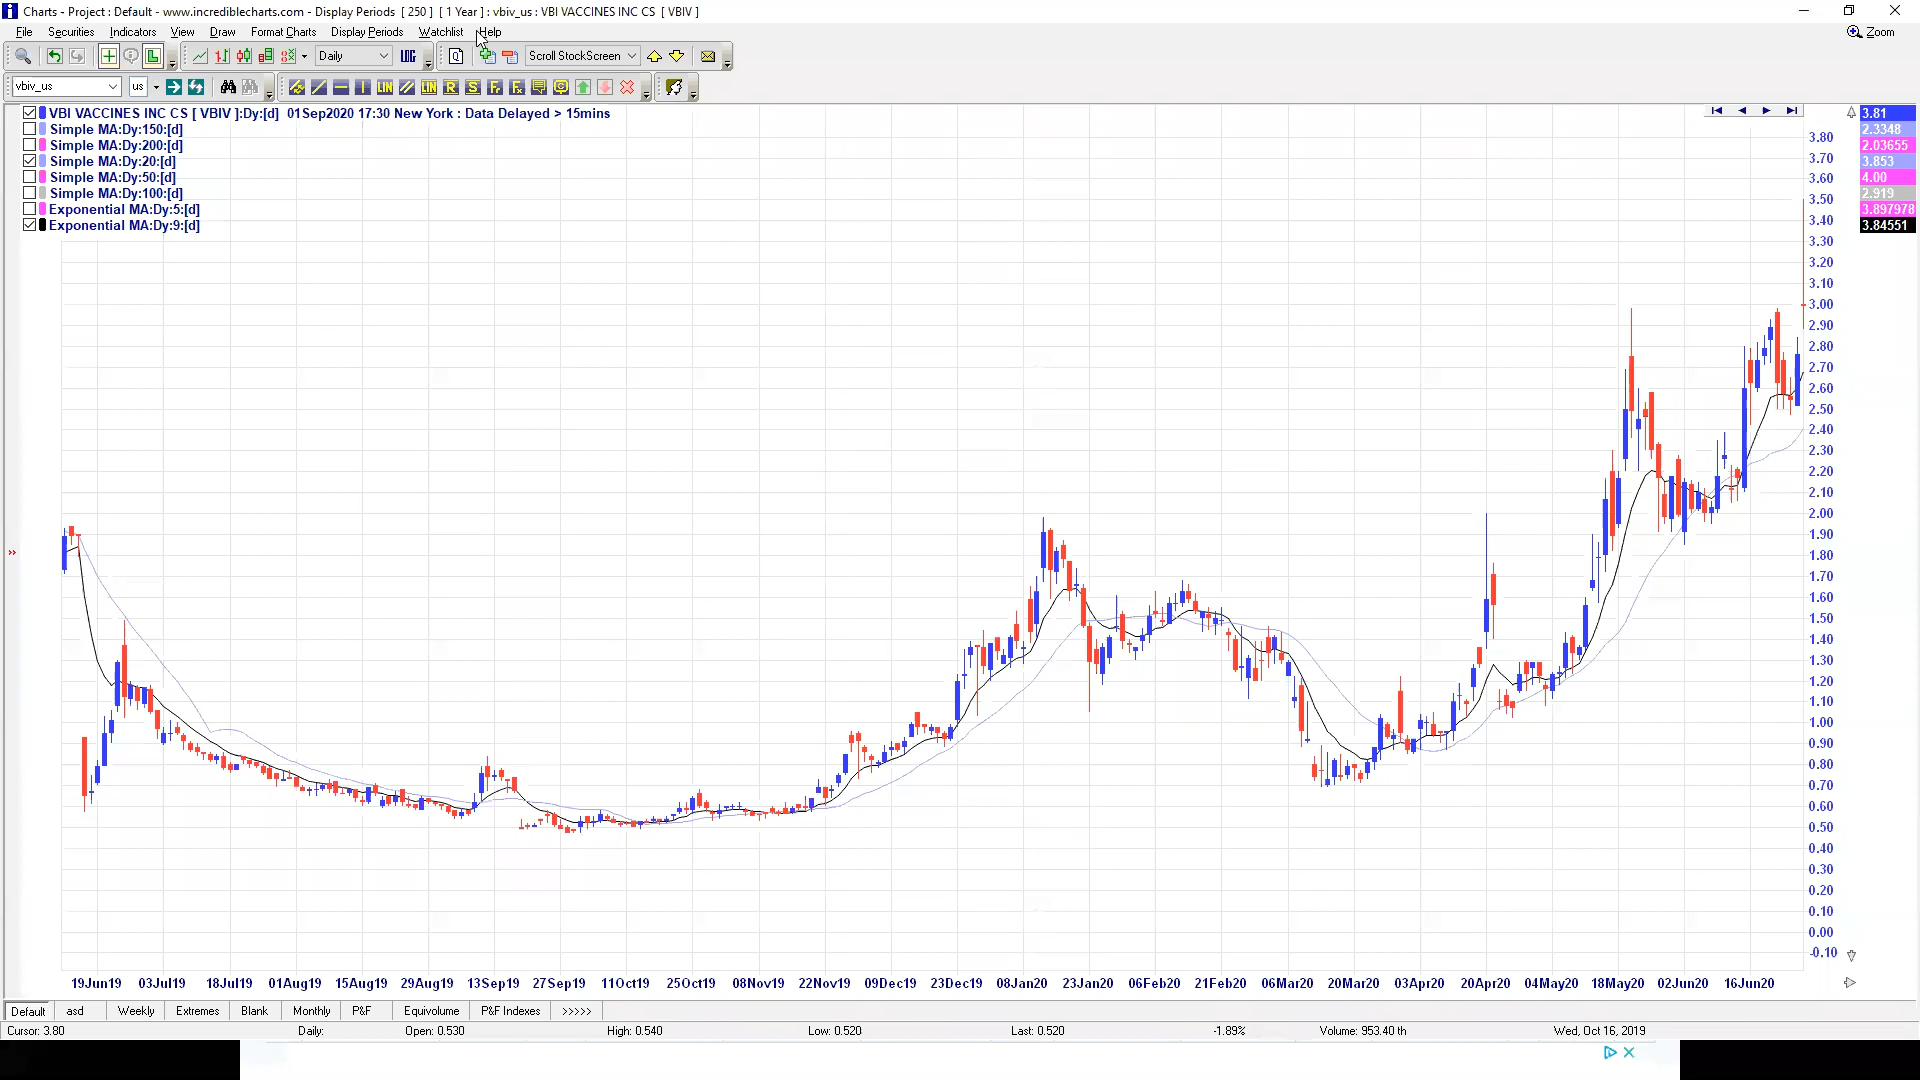 Charts - Project : Default - www.incrediblecharts.com - Display Periods [ 250 ] [ 1 Year ] : vbiv_us : VBI VACCINES INC CS [ VBIV ]
File Securities Indicators View Draw Format Charts Display Periods Watchlist Help Zoom
Daily Scroll StockScreen
vbiv_us us LIN LIN R S
VBI VACCINES INC CS [ VBIV ]:Dy:[d] 01Sep2020 17:30 New York : Data Delayed > 15mins 3.81
Simple MA:Dy:150:[d] 2.3348
Simple MA:Dy:200:[d] 2.03655
Simple MA:Dy:20:[d] 3.853
Simple MA:Dy:50:[d] 4.00
Simple MA:Dy:100:[d] 2.919
Exponential MA:Dy:5:[d] 3.897978
Exponential MA:Dy:9:[d] 3.84551
3.80
3.70
3.60
3.50
3.40
3.30
3.20
3.10
3.00
2.90
2.80
2.70
2.60
2.50
2.40
2.30
2.20
2.10
2.00
1.90
1.80
1.70
1.60
1.50
1.40
1.30
1.20
1.10
1.00
0.90
0.80
0.70
0.60
0.50
0.40
0.30
0.20
0.10
0.00
-0.10
19Jun19 03Jul19 18Jul19 01Aug19 15Aug19 29Aug19 13Sep19 27Sep19 11Oct19 25Oct19 08Nov19 22Nov19 09Dec19 23Dec19 08Jan20 23Jan20 06Feb20 21Feb20 06Mar20 20Mar20 03Apr20 20Apr20 04May20 18May20 02Jun20 16Jun20
Default asd Weekly Extremes Blank Monthly P&F Equivolume P&F Indexes >>>>>
Cursor: 3.80 Daily: Open: 0.530 High: 0.540 Low: 0.520 Last: 0.520 -1.89% Volume: 953.40 th Wed, Oct 16, 2019